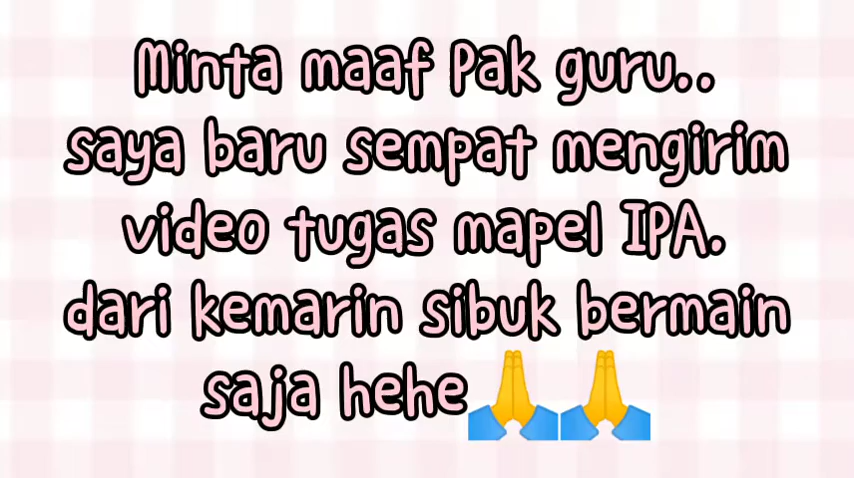 Minta maaf Pak guru..
saya baru sempat mengirim
video tugas mapel IPA.
dari kemarin sibuk bermain
saja hehe🙏🙏